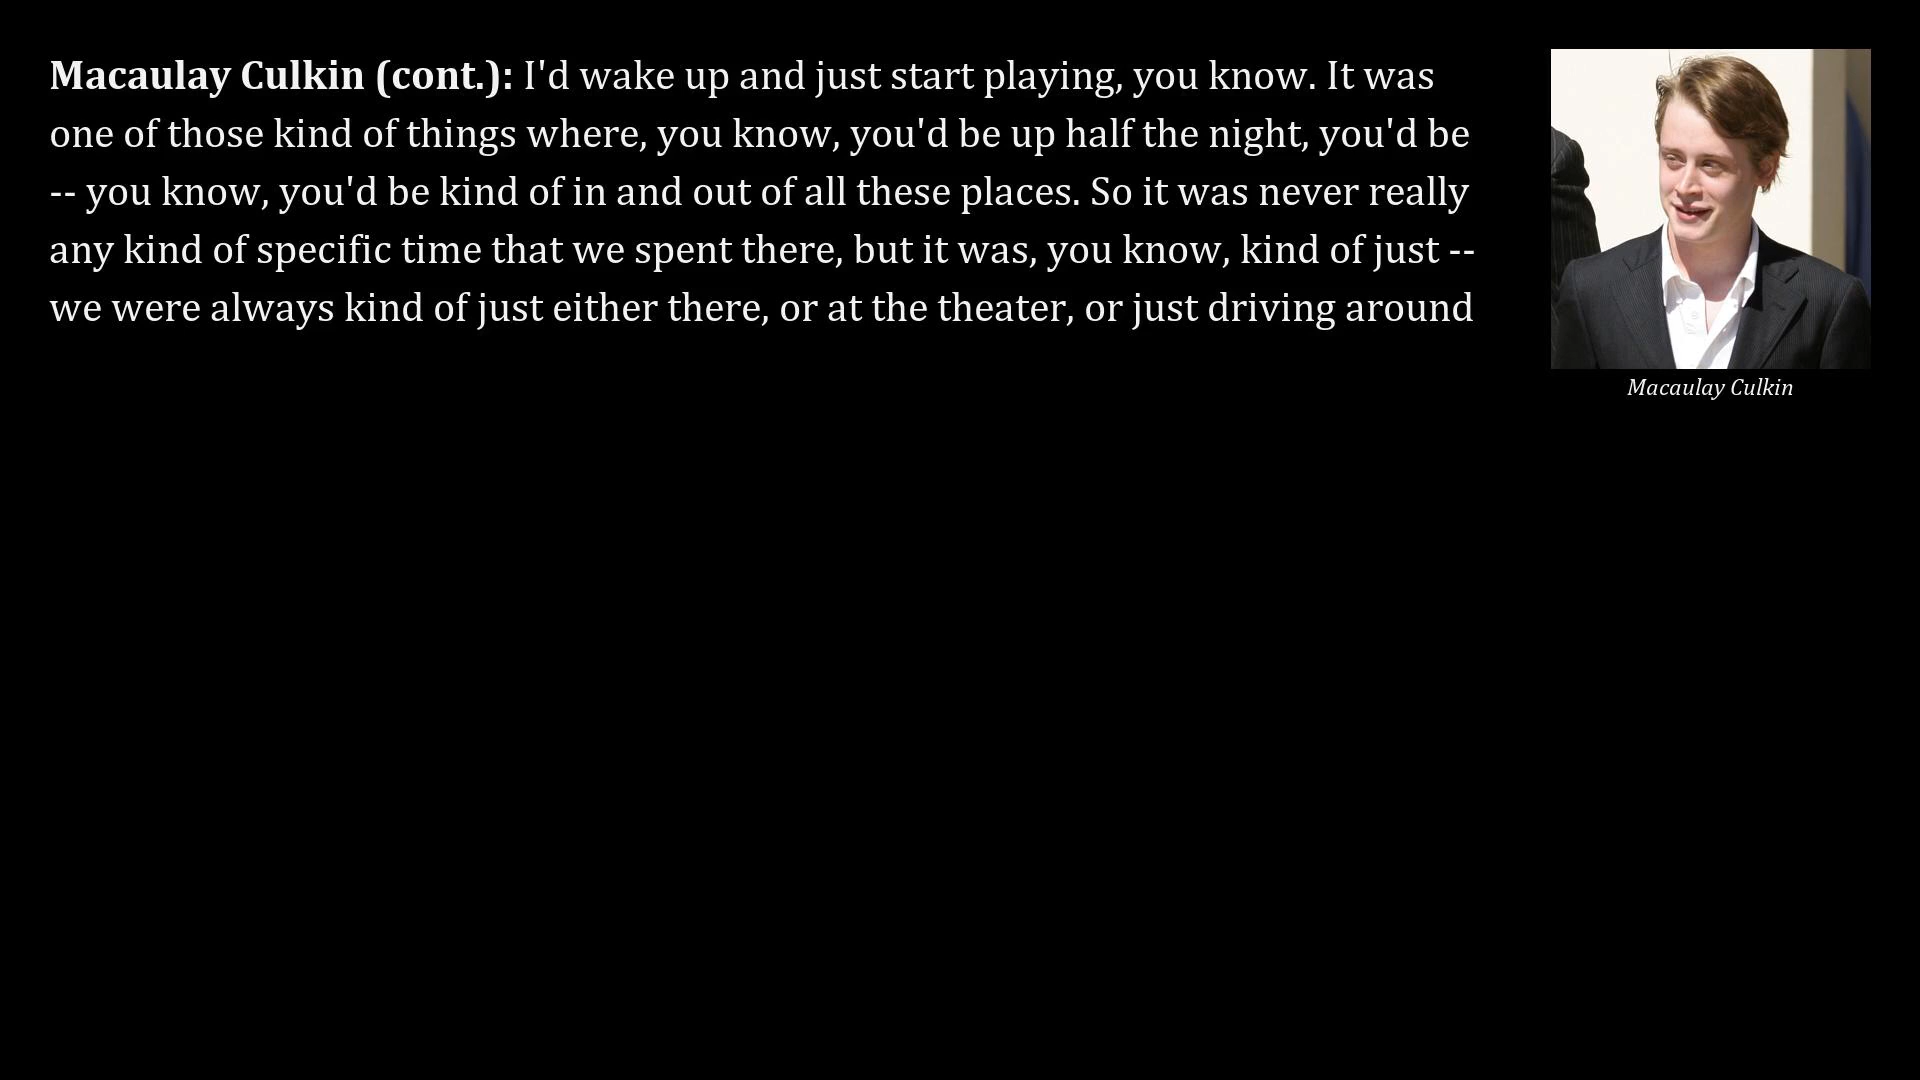 Macaulay Culkin (cont.): I'd wake up and just start playing, you know. It was
one of those kind of things where, you know, you'd be up half the night, you'd be
-- you know, you'd be kind of in and out of all these places. So it was never really
any kind of specific time that we spent there, but it was, you know, kind of just --
we were always kind of just either there, or at the theater, or just driving around
Macaulay Culkin